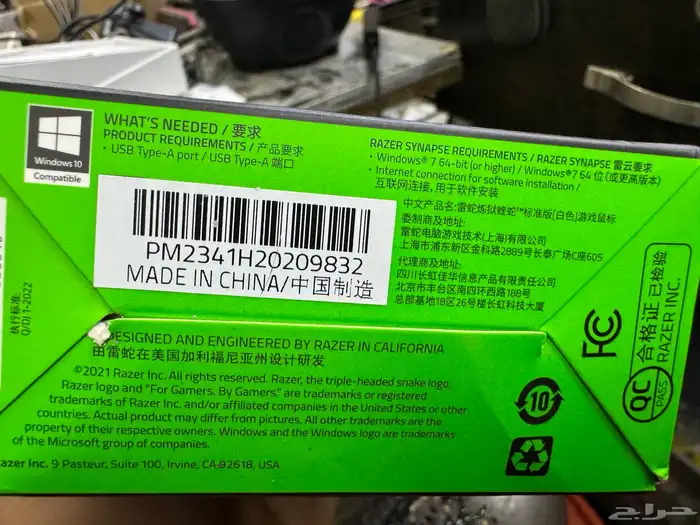 Windows 10
Compatible
WHAT'S NEEDED / 要求
PRODUCT REQUIREMENTS / 产品要求
• USB Type-A port / USB Type-A 端口
RAZER SYNAPSE REQUIREMENTS / RAZER SYNAPSE 雷云要求
• Windows® 7 64-bit (or higher) / Windows®7 64 位 (或更高版本)
• Internet connection for software installation /
互联网连接, 用于软件安装
中文产品名: 雷蛇炼狱蝰蛇™标准版[白色]游戏鼠标
委制商及地址:
雷蛇电脑游戏技术(上海)有限公司
上海市浦东新区金科路2889号长泰广场C座605
代理商及地址:
四川长虹佳华信息产品有限责任公司
北京市丰台区南四环西路188号
总部基地18区26号楼长虹科技大厦
PM2341H20209832
MADE IN CHINA/中国制造
执行标准:
Q/DJ 1-2022
DESIGNED AND ENGINEERED BY RAZER IN CALIFORNIA
由雷蛇在美国加利福尼亚州设计研发
©2021 Razer Inc. All rights reserved. Razer, the triple-headed snake logo,
Razer logo and "For Gamers. By Gamers." are trademarks or registered
trademarks of Razer Inc. and/or affiliated companies in the United States or other
countries. Actual product may differ from pictures. All other trademarks are the
property of their respective owners. Windows and the Windows logo are trademarks
of the Microsoft group of companies.
azer Inc. 9 Pasteur, Suite 100, Irvine, CA 92618, USA
FC
10
QC
PASS
合格证 已检验
RAZER INC.
حراج